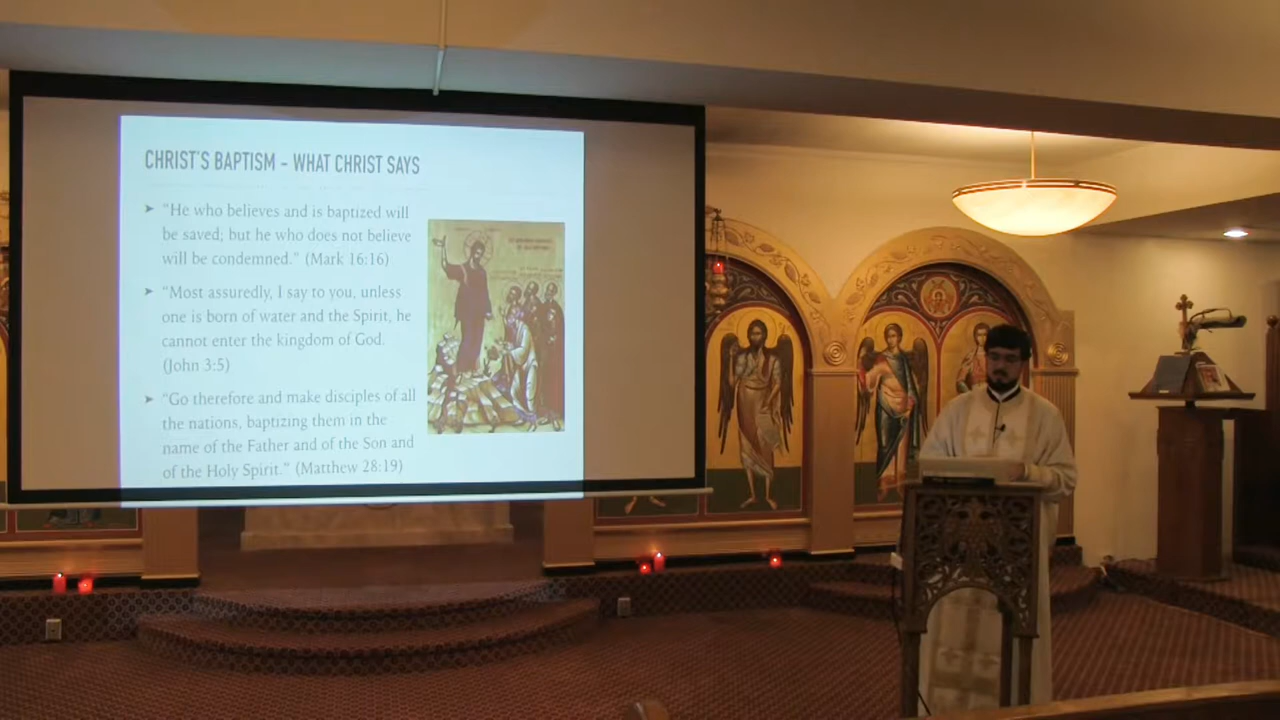 CHRIST'S BAPTISM – WHAT CHRIST SAYS
➤ "He who believes and is baptized will
be saved; but he who does not believe
will be condemned." (Mark 16:16)
➤ "Most assuredly, I say to you, unless
one is born of water and the Spirit, he
cannot enter the kingdom of God.
(John 3:5)
➤ "Go therefore and make disciples of all
the nations, baptizing them in the
name of the Father and of the Son and
of the Holy Spirit." (Matthew 28:19)